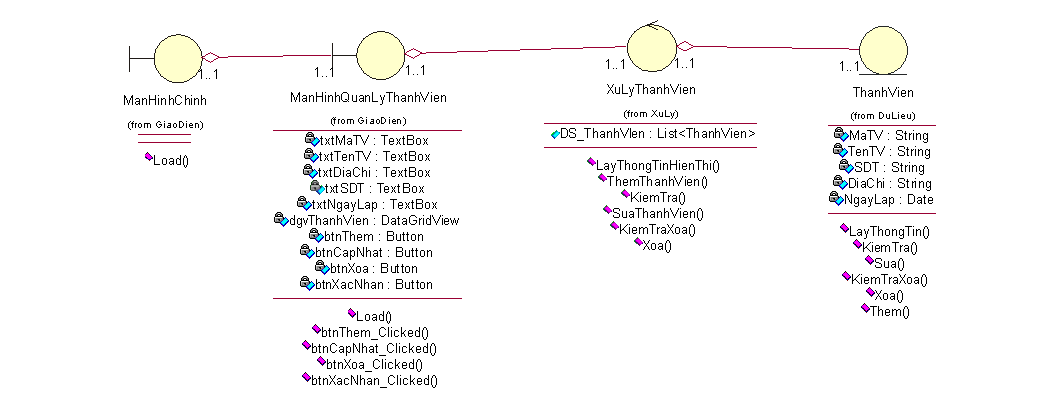 1..1
1..1
1..1
1..1
1..1
1..1
ManHinhChinh
(from GiaoDien)
Load()
ManHinhQuanLyThanhVien
(from GiaoDien)
txtMaTV : TextBox
txtTenTV : TextBox
txtDiaChi : TextBox
txtSDT : TextBox
txtNgayLap : TextBox
dgvThanhVien : DataGridView
btnThem : Button
btnCapNhat : Button
btnXoa : Button
btnXacNhan : Button
Load()
btnThem_Clicked()
btnCapNhat_Clicked()
btnXoa_Clicked()
btnXacNhan_Clicked()
XuLyThanhVien
(from XuLy)
DS_ThanhVIen : List<ThanhVien>
LayThongTinHienThi()
ThemThanhVien()
KiemTra()
SuaThanhVien()
KiemTraXoa()
Xoa()
ThanhVien
(from DuLieu)
MaTV : String
TenTV : String
SDT : String
DiaChi : String
NgayLap : Date
LayThongTin()
KiemTra()
Sua()
KiemTraXoa()
Xoa()
Them()